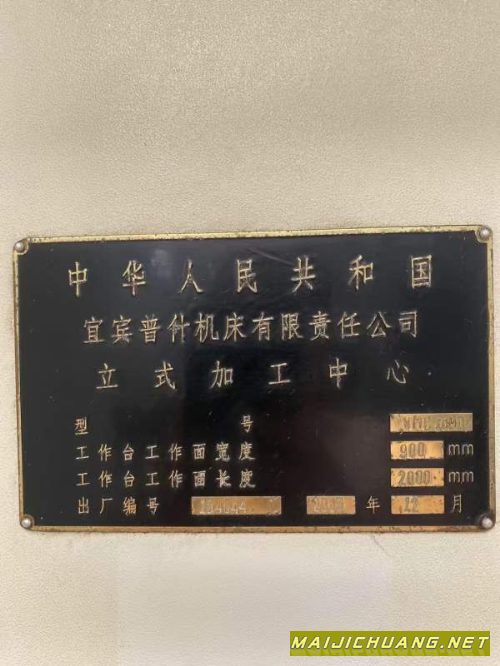 中华人民共和国
宜宾普什机床有限责任公司
立式加工中心
型号
工作台工作面宽度 900 mm
工作台工作面长度 2000 mm
出厂编号 年 12 月
MAIJICHUANG.NET